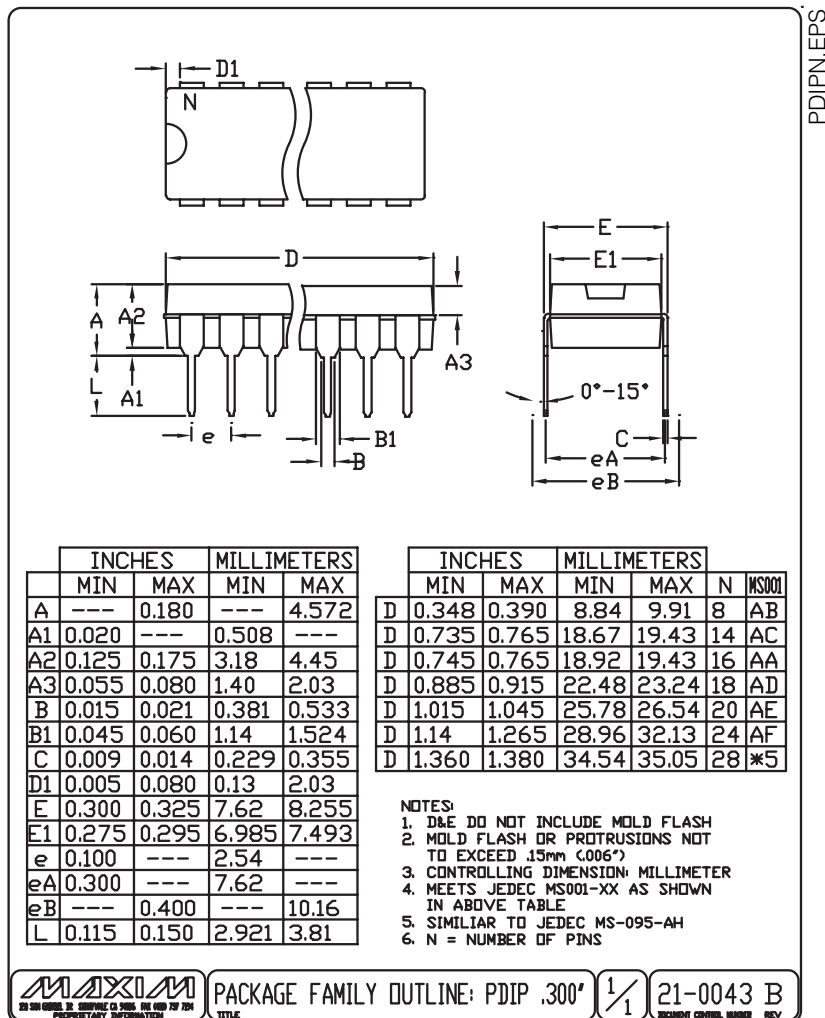 PDIPN.EPS
D1
N
D
E
E1
A
A2
A3
L
A1
0°-15°
e
B1
B
C
eA
eB
INCHES MILLIMETERS
MIN MAX MIN MAX
A --- 0.180 --- 4.572
A1 0.020 --- 0.508 ---
A2 0.125 0.175 3.18 4.45
A3 0.055 0.080 1.40 2.03
B 0.015 0.021 0.381 0.533
B1 0.045 0.060 1.14 1.524
C 0.009 0.014 0.229 0.355
D1 0.005 0.080 0.13 2.03
E 0.300 0.325 7.62 8.255
E1 0.275 0.295 6.985 7.493
e 0.100 --- 2.54 ---
eA 0.300 --- 7.62 ---
eB --- 0.400 --- 10.16
L 0.115 0.150 2.921 3.81
INCHES MILLIMETERS
MIN MAX MIN MAX N MS001
D 0.348 0.390 8.84 9.91 8 AB
D 0.735 0.765 18.67 19.43 14 AC
D 0.745 0.765 18.92 19.43 16 AA
D 0.885 0.915 22.48 23.24 18 AD
D 1.015 1.045 25.78 26.54 20 AE
D 1.14 1.265 28.96 32.13 24 AF
D 1.360 1.380 34.54 35.05 28 *5
NOTES:
1. D&E DO NOT INCLUDE MOLD FLASH
2. MOLD FLASH OR PROTRUSIONS NOT
TO EXCEED .15mm (.006")
3. CONTROLLING DIMENSION: MILLIMETER
4. MEETS JEDEC MS001-XX AS SHOWN
IN ABOVE TABLE
5. SIMILIAR TO JEDEC MS-095-AH
6. N = NUMBER OF PINS
MAXIM
PROPRIETARY INFORMATION
PACKAGE FAMILY OUTLINE: PDIP .300"
TITLE
1/1
21-0043 B
DOCUMENT CONTROL NUMBER REV